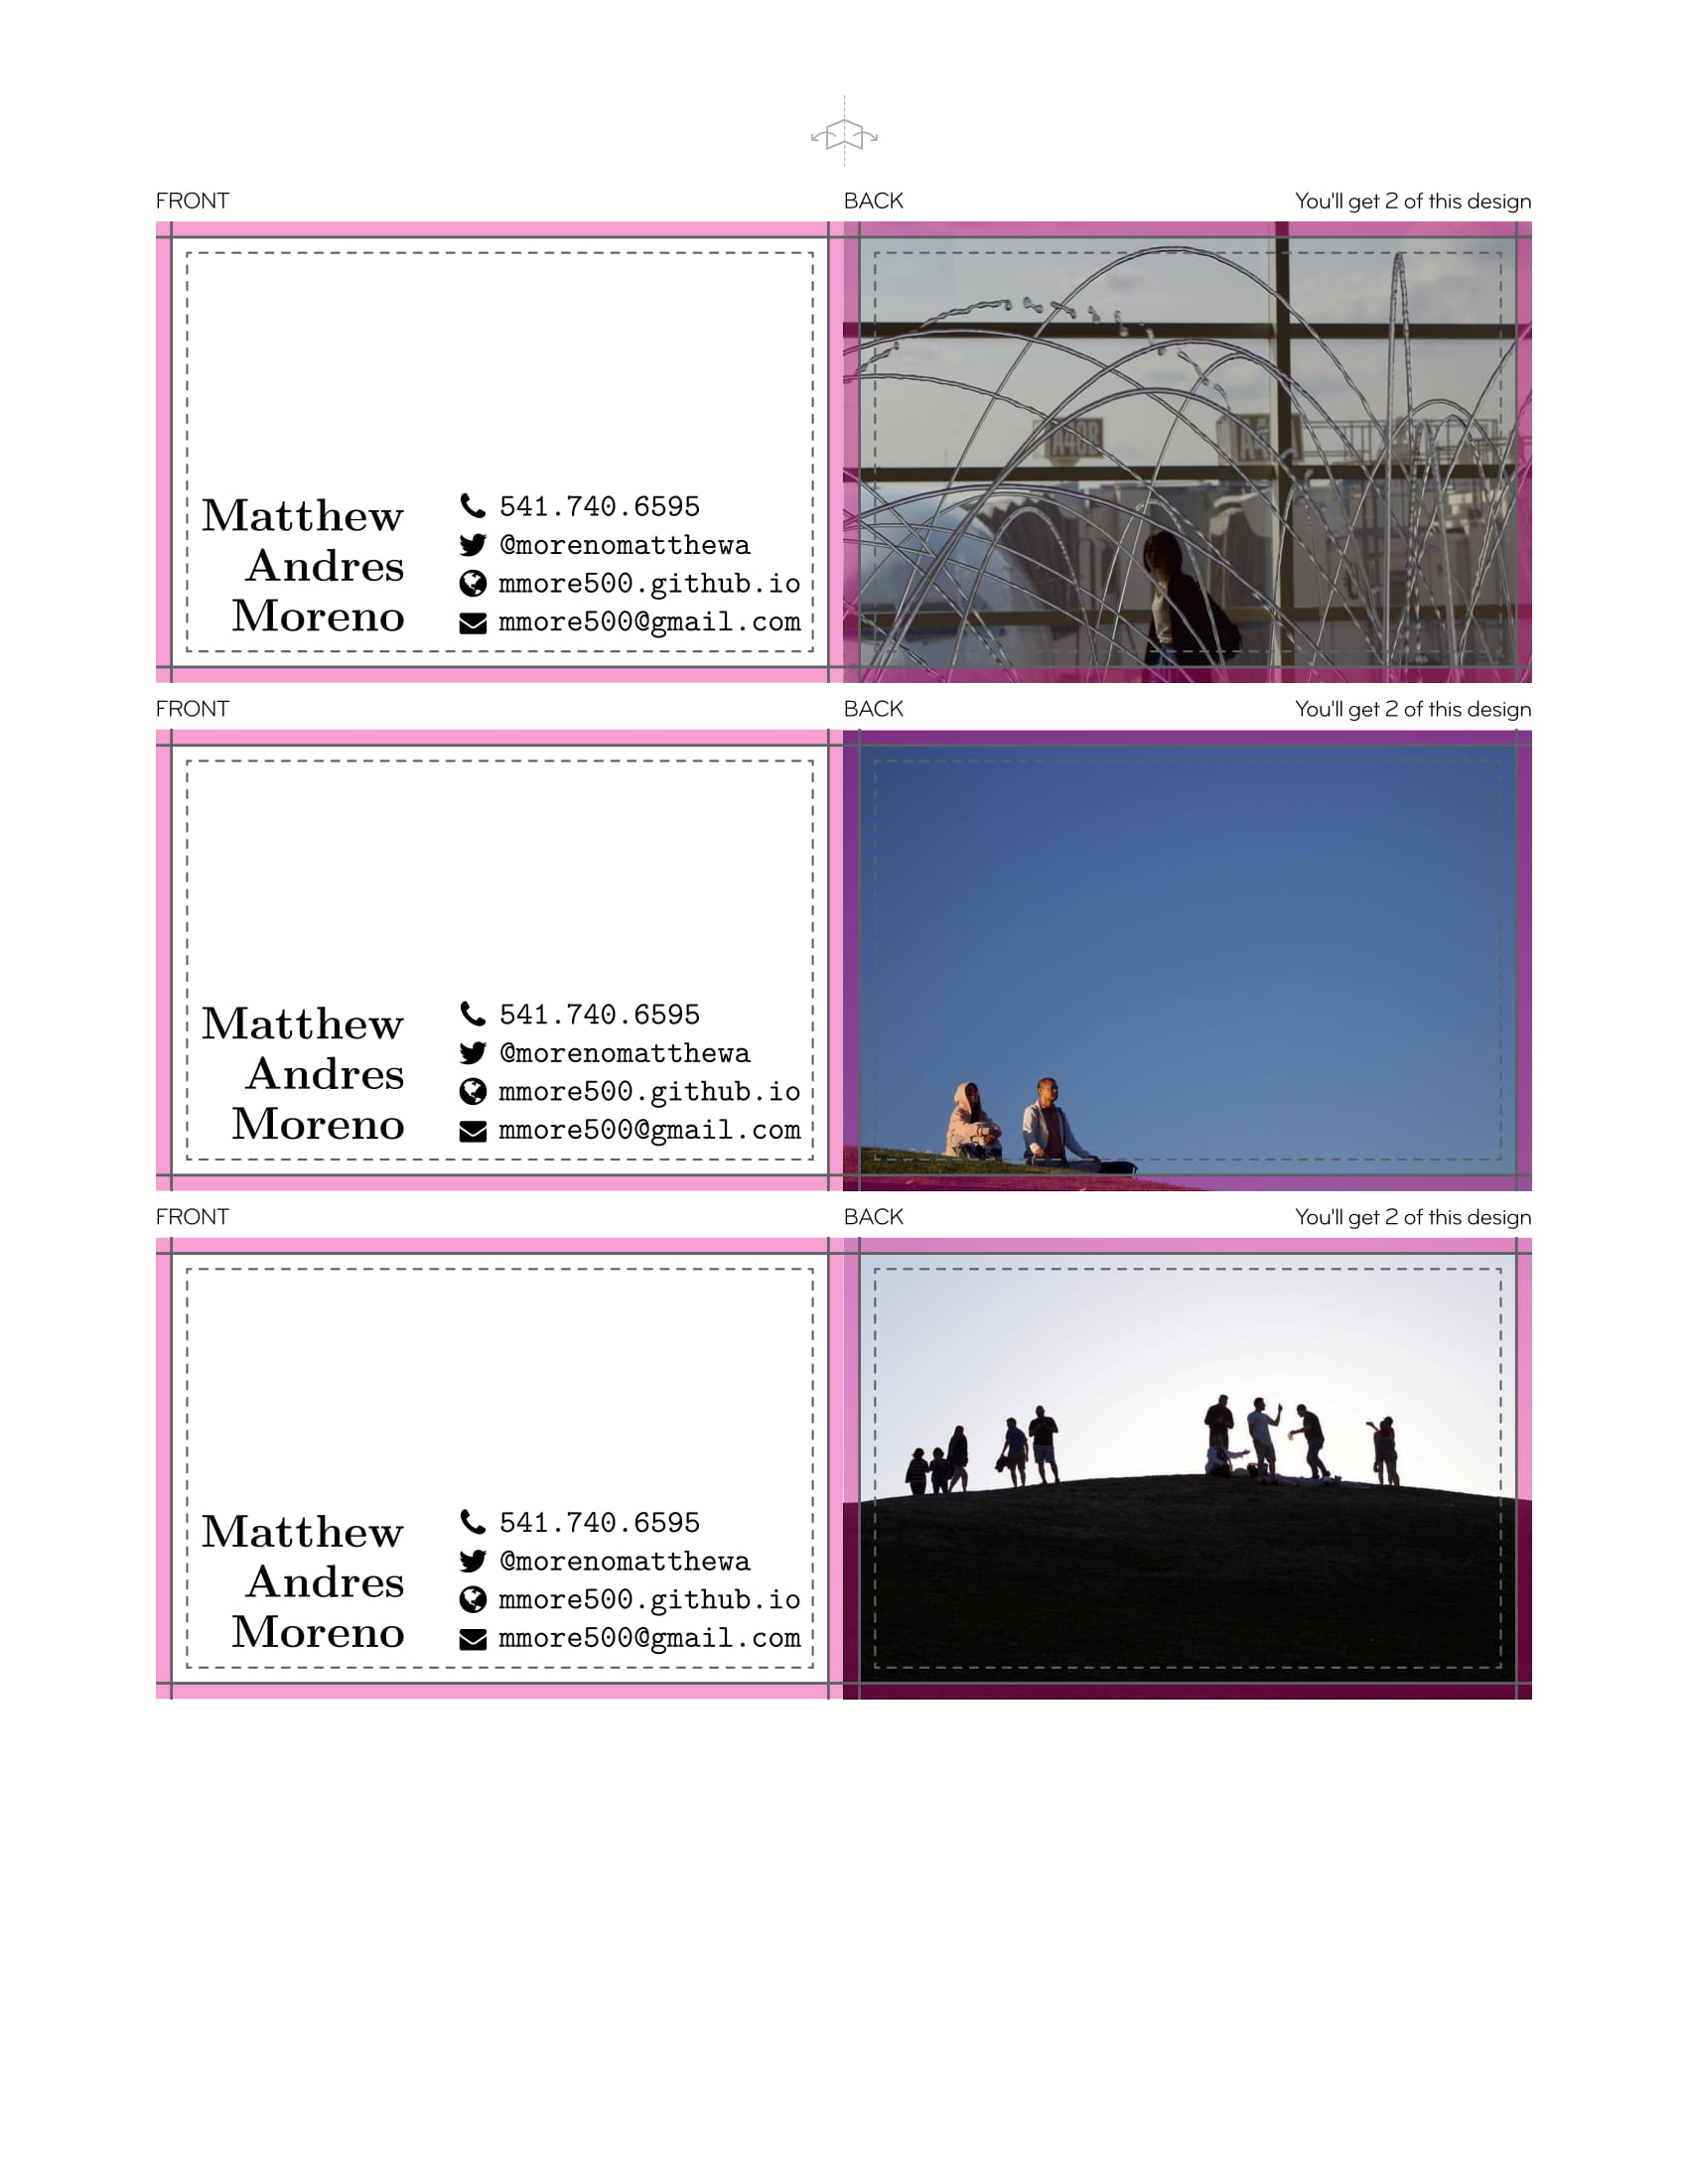 FRONT
BACK
You'll get 2 of this design
Matthew
Andres
Moreno
541.740.6595
@morenomatthewa
mmore500.github.io
mmore500@gmail.com
FRONT
BACK
You'll get 2 of this design
Matthew
Andres
Moreno
541.740.6595
@morenomatthewa
mmore500.github.io
mmore500@gmail.com
FRONT
BACK
You'll get 2 of this design
Matthew
Andres
Moreno
541.740.6595
@morenomatthewa
mmore500.github.io
mmore500@gmail.com